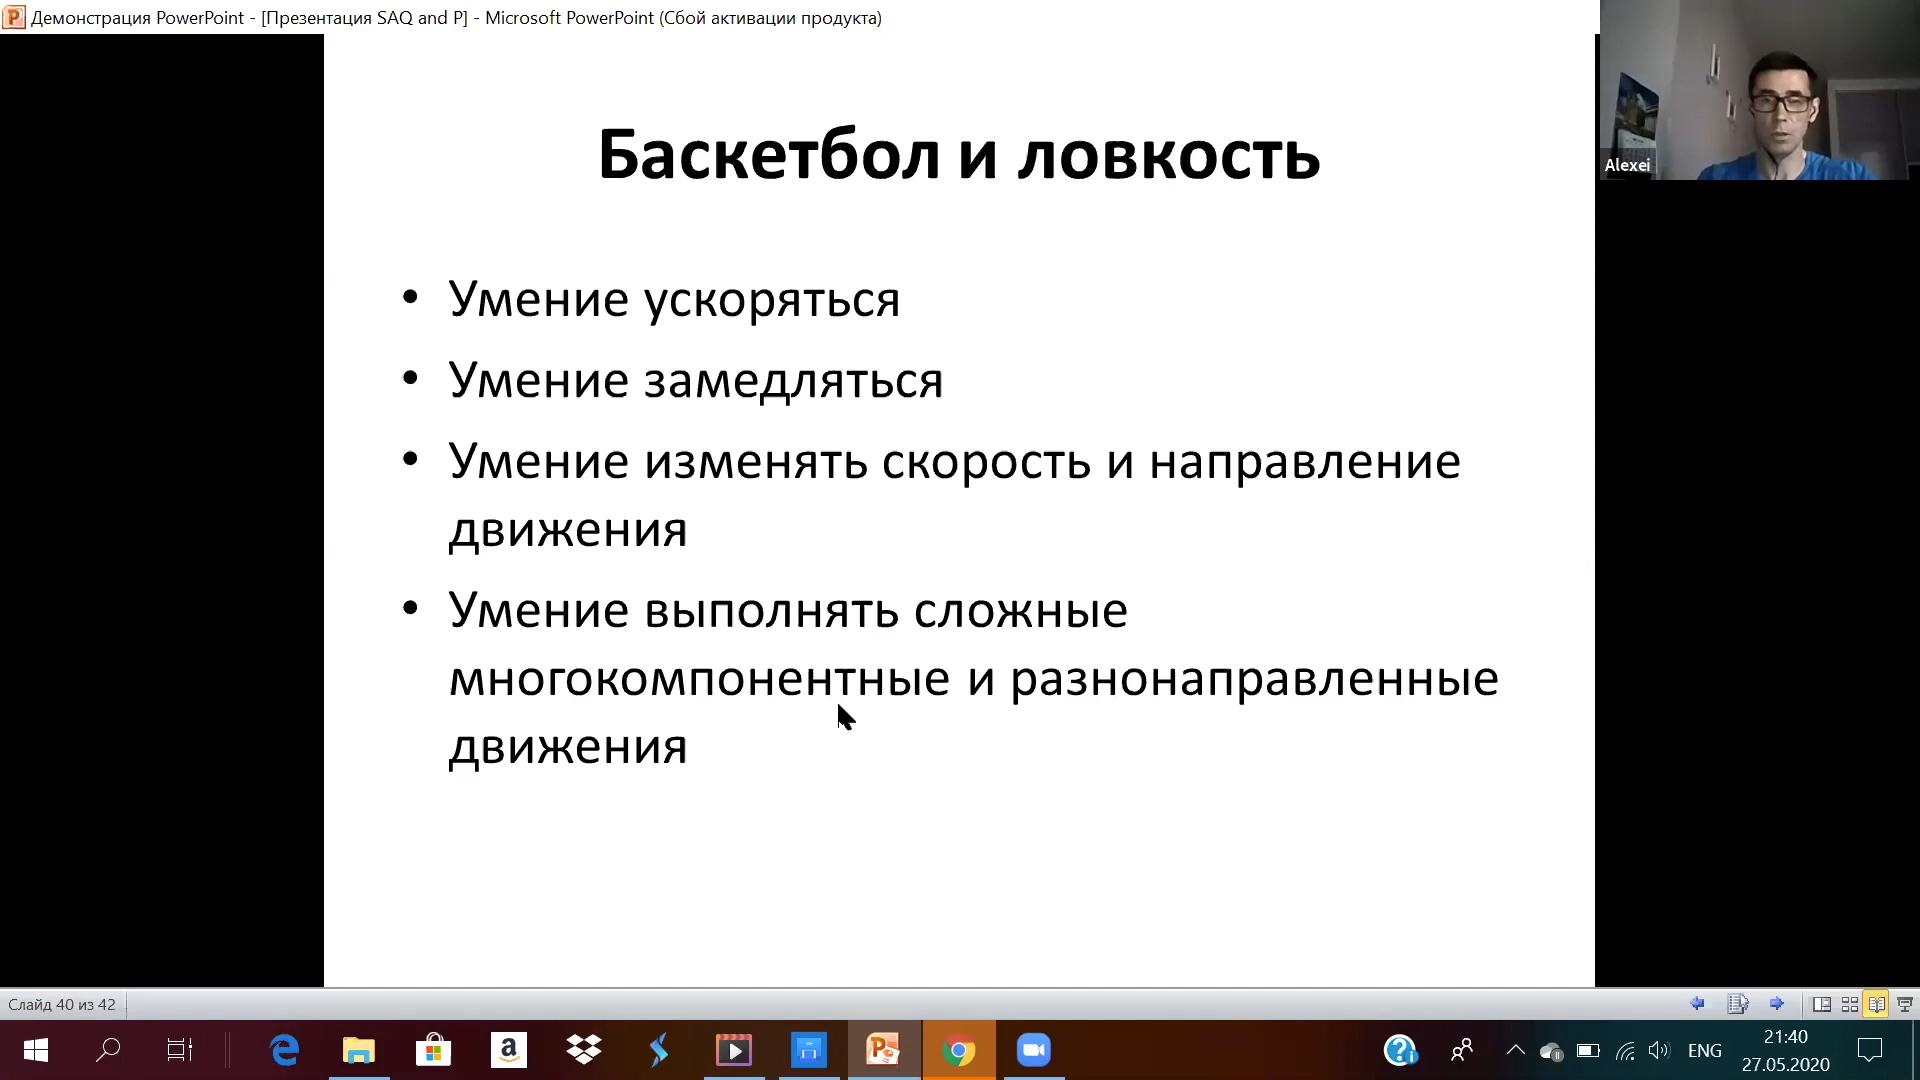 Демонстрация PowerPoint - [Презентация SAQ and P] - Microsoft PowerPoint (Сбой активации продукта)
Alexei
Баскетбол и ловкость
• Умение ускоряться
• Умение замедляться
• Умение изменять скорость и направление
движения
• Умение выполнять сложные
многокомпонентные и разнонаправленные
движения
Слайд 40 из 42
ENG
21:40
27.05.2020